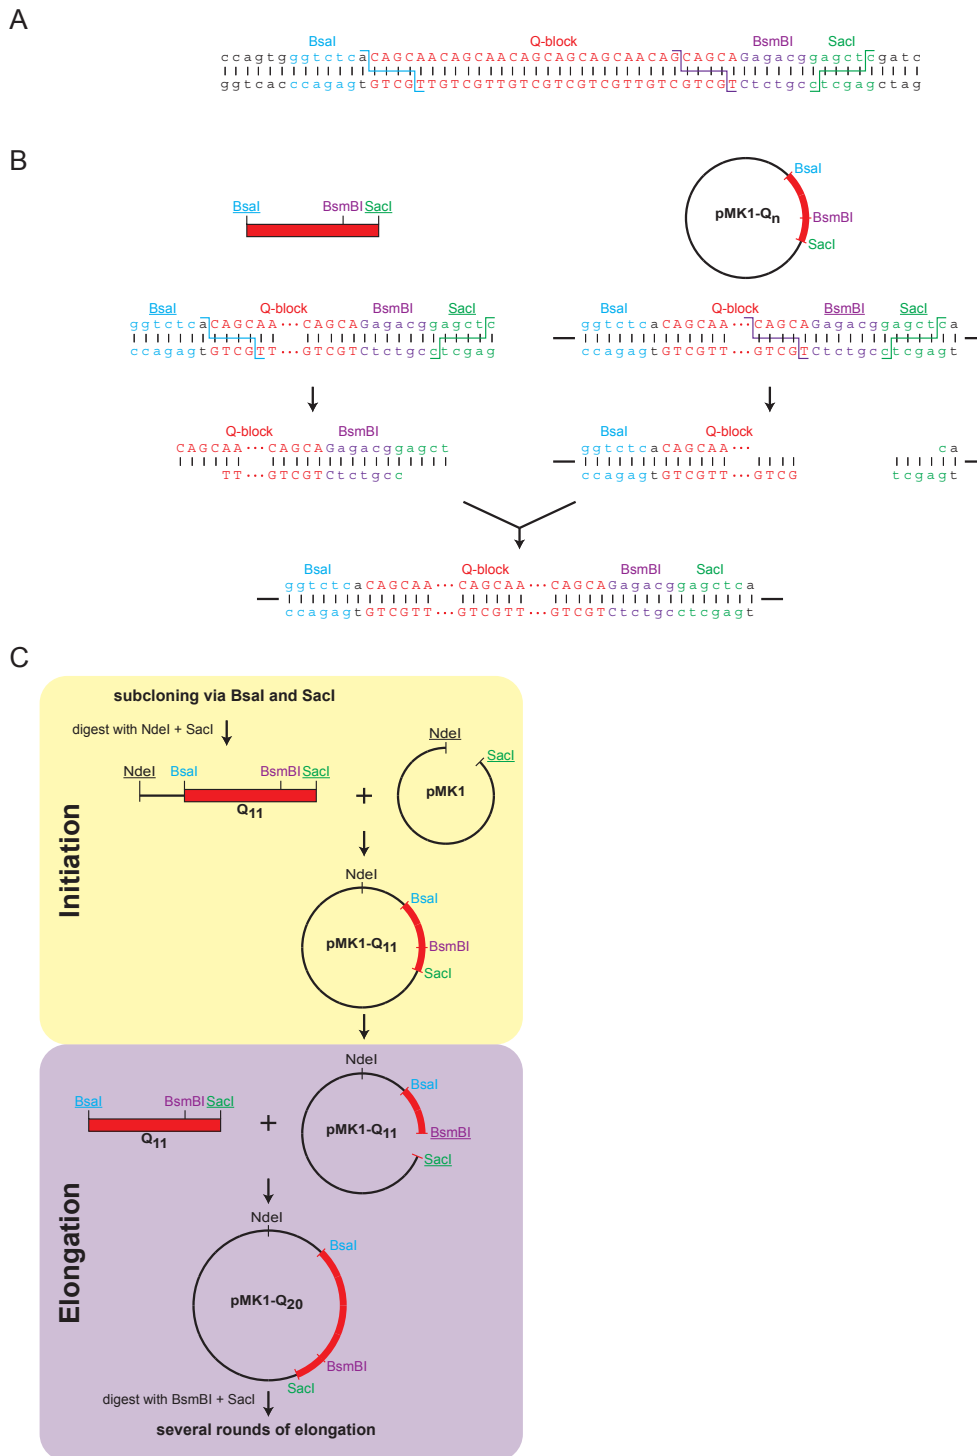 A
BsaI Q-block BsmBI SacI
ccagtgggtctcaCAGCAACAGCAACAGCAGCAGCAACAGCAGCAGagacggagctcgatc
ggtcacccagagtGTCGTTGTCGTTGTCGTCGTCGTTGTCGTCGTCtctgcctcgagctag
B
BsaI BsmBI SacI
BsaI
pMK1-Qn
BsmBI
SacI
BsaI Q-block BsmBI SacI
ggtctcaCAGCAA···CAGCAGagacggagctc
ccagagtGTCGTT···GTCGTCtctgcctcgag
BsaI Q-block BsmBI SacI
ggtctcaCAGCAA···CAGCAGagacggagctca
ccagagtGTCGTT···GTCGTCtctgcctcgagt
Q-block BsmBI
CAGCAA···CAGCAGagacggagct
TT···GTCGTCtctgcc
BsaI Q-block
ggtctcaCAGCAA··· ca
ccagagtGTCGTT···GTCG tcgagt
BsaI Q-block BsmBI SacI
ggtctcaCAGCAA···CAGCAA···CAGCAGagacggagctca
ccagagtGTCGTT···GTCGTT···GTCGTCtctgcctcgagt
C
Initiation
subcloning via BsaI and SacI
digest with NdeI + SacI
NdeI BsaI BsmBI SacI
Q11
+
NdeI
SacI
pMK1
NdeI
BsaI
pMK1-Q11
BsmBI
SacI
Elongation
BsaI BsmBI SacI
Q11
+
NdeI
BsaI
pMK1-Q11
BsmBI
SacI
NdeI
BsaI
pMK1-Q20
BsmBI
SacI
digest with BsmBI + SacI
several rounds of elongation